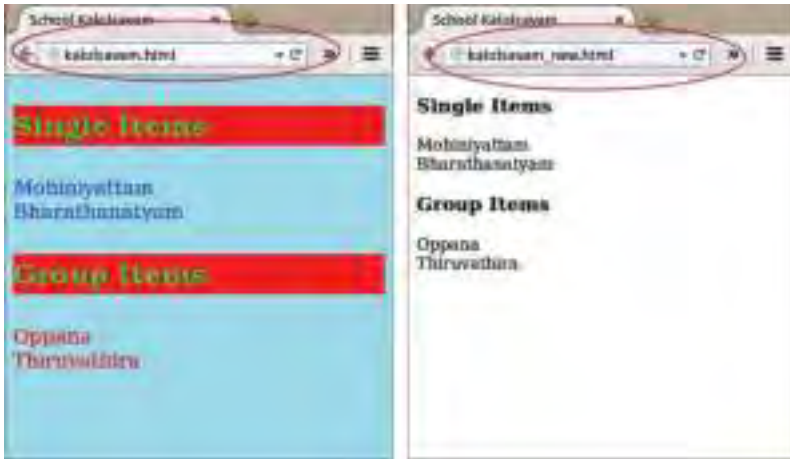 School Kalolsavam
kalolsavam.html
Single Items
Mohiniyattam
Bharathanatyam
Group Items
Oppana
Thiruvathira
School Kalolsavam
kalolsavam_new.html
Single Items
Mohiniyattam
Bharathanatyam
Group Items
Oppana
Thiruvathira